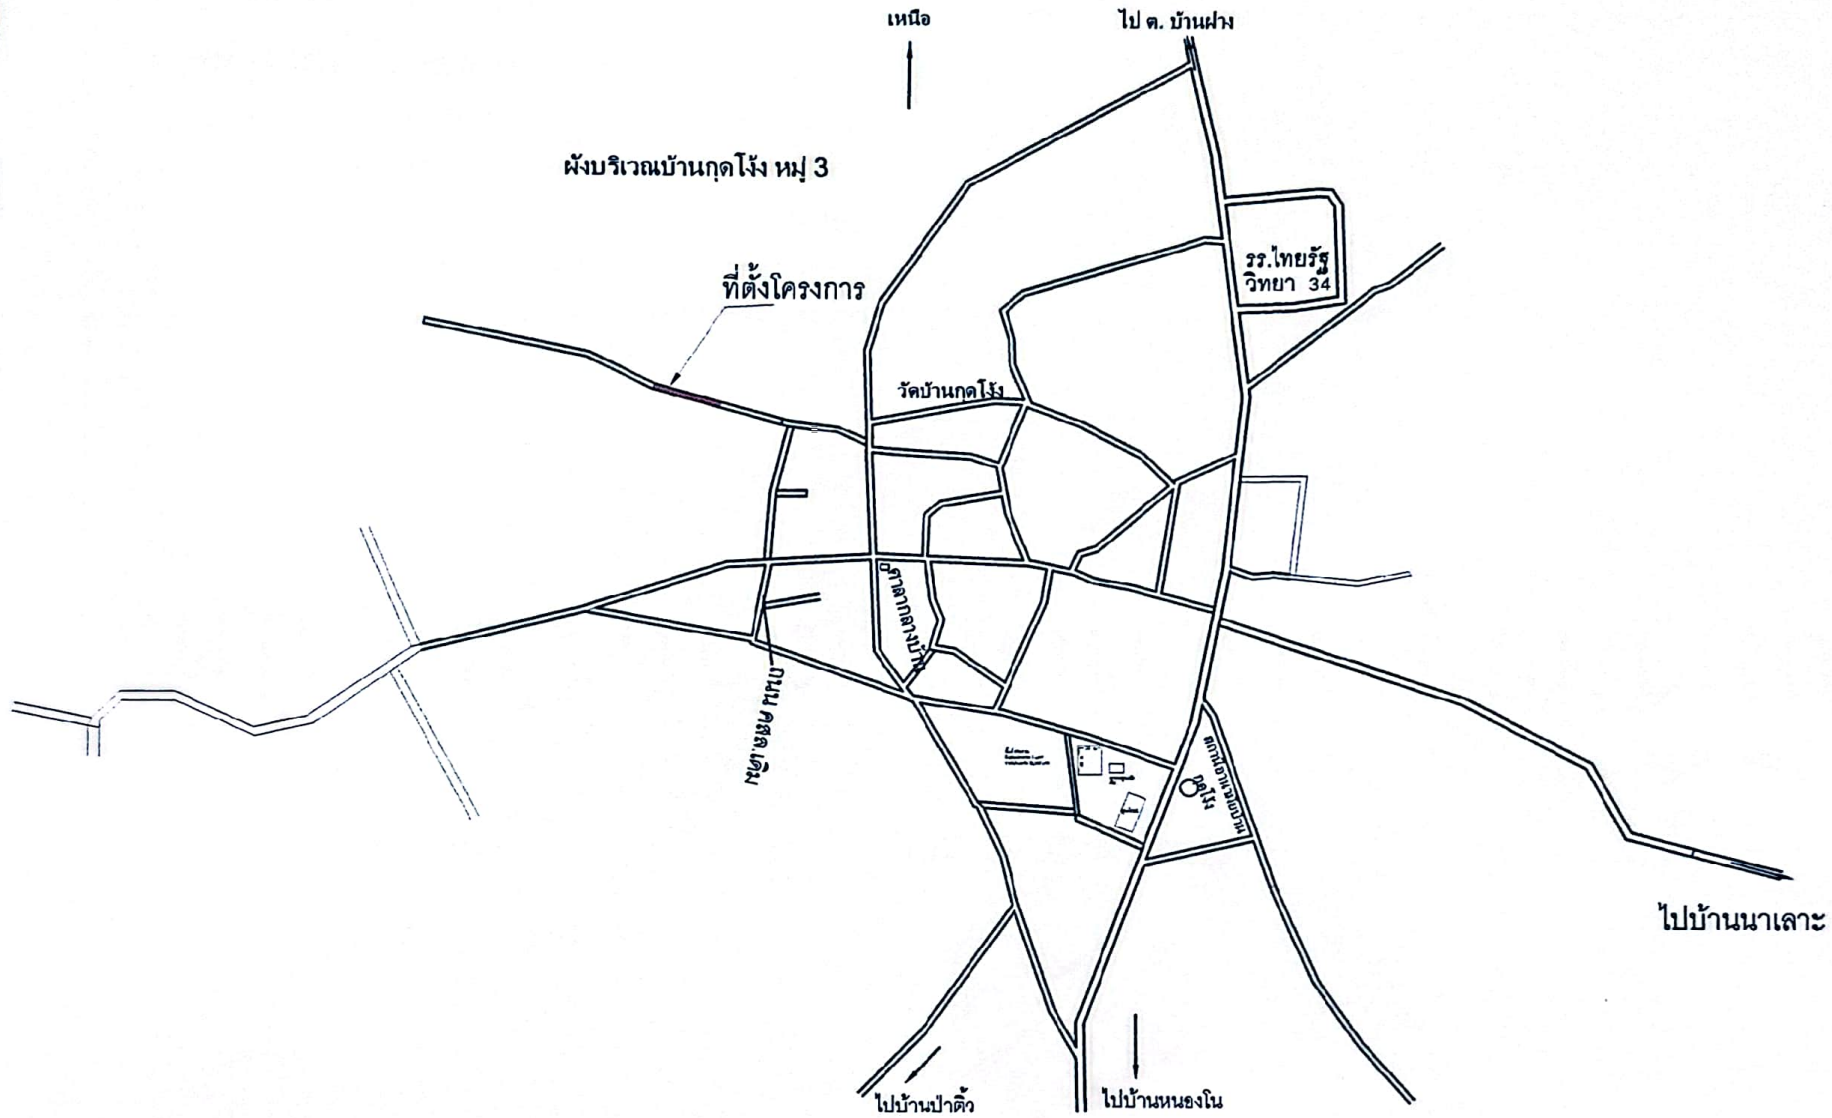 เหนือ
ไป ต. บ้านฝาง
ผังบริเวณบ้านกุดโง้ง หมู่ 3
รร.ไทยรัฐ
วิทยา 34
ที่ตั้งโครงการ
วัดบ้านกุดโง้ง
ศาลากลางบ้าน
ถนน คสล.เดิม
สถานีอนามัยบ้าน
กุดโง้ง
ไปบ้านนาเลาะ
ไปบ้านป่าติ้ว
ไปบ้านหนองโน